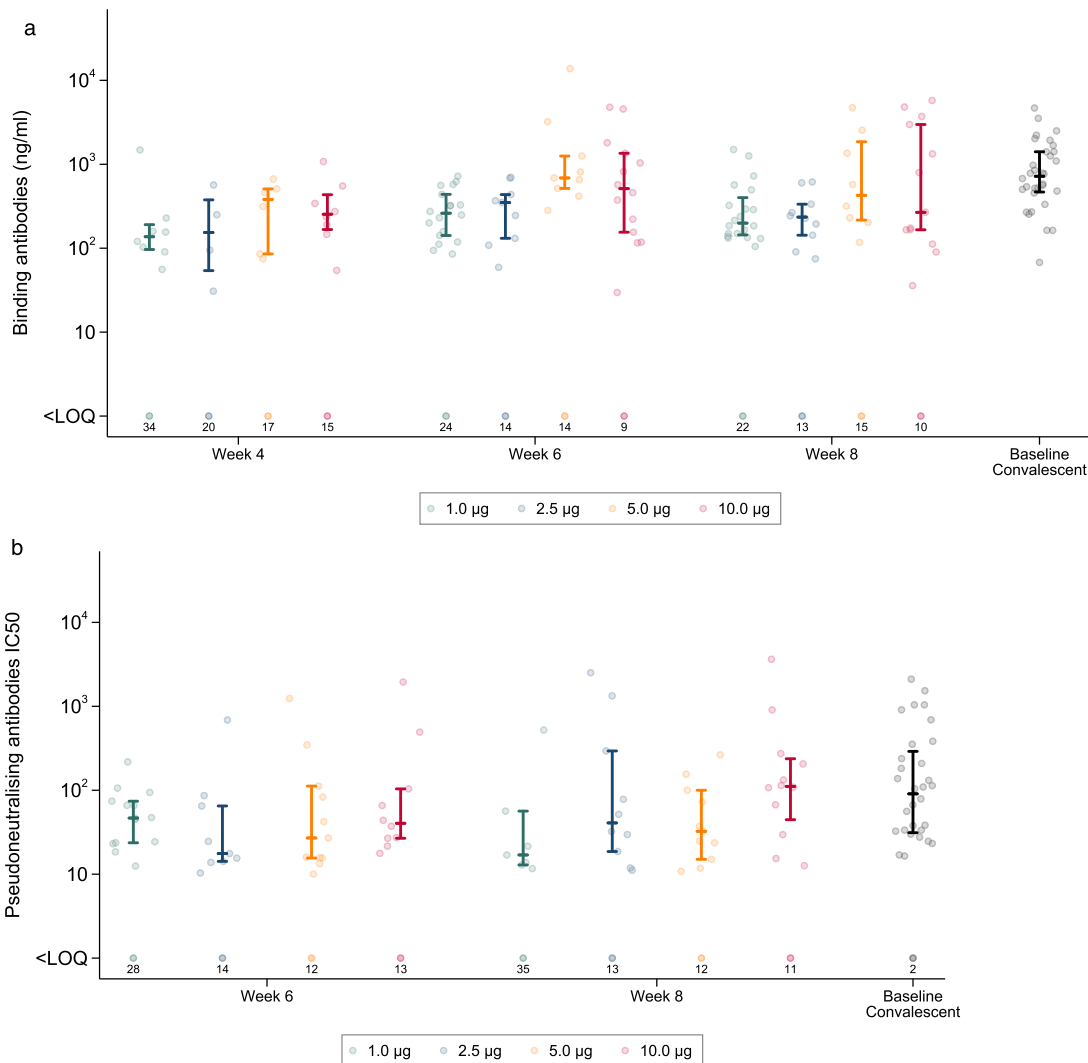 a
Binding antibodies (ng/ml)
10⁴
10³
10²
10
<LOQ
34 20 17 15 24 14 14 9 22 13 15 10
Week 4 Week 6 Week 8 Baseline
Convalescent
1.0 µg 2.5 µg 5.0 µg 10.0 µg
b
Pseudoneutralising antibodies IC50
10⁴
10³
10²
10
<LOQ
28 14 12 13 35 13 12 11 2
Week 6 Week 8 Baseline
Convalescent
1.0 µg 2.5 µg 5.0 µg 10.0 µg